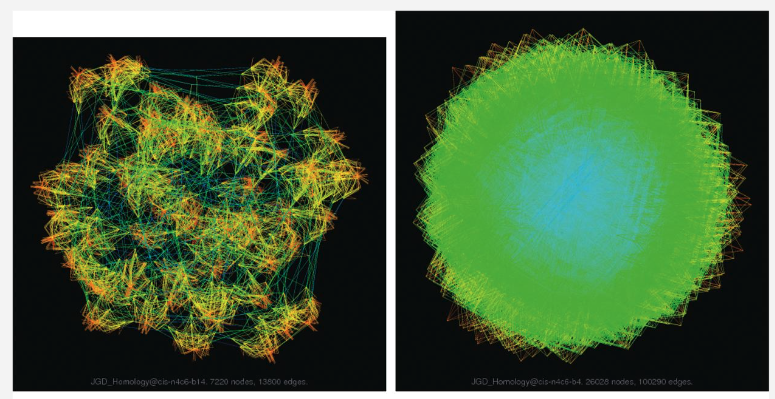 JGD_Homology@cis-n4c6-b14. 7220 nodes, 13800 edges.
JGD_Homology@cis-n4c6-b4. 26028 nodes, 100290 edges.